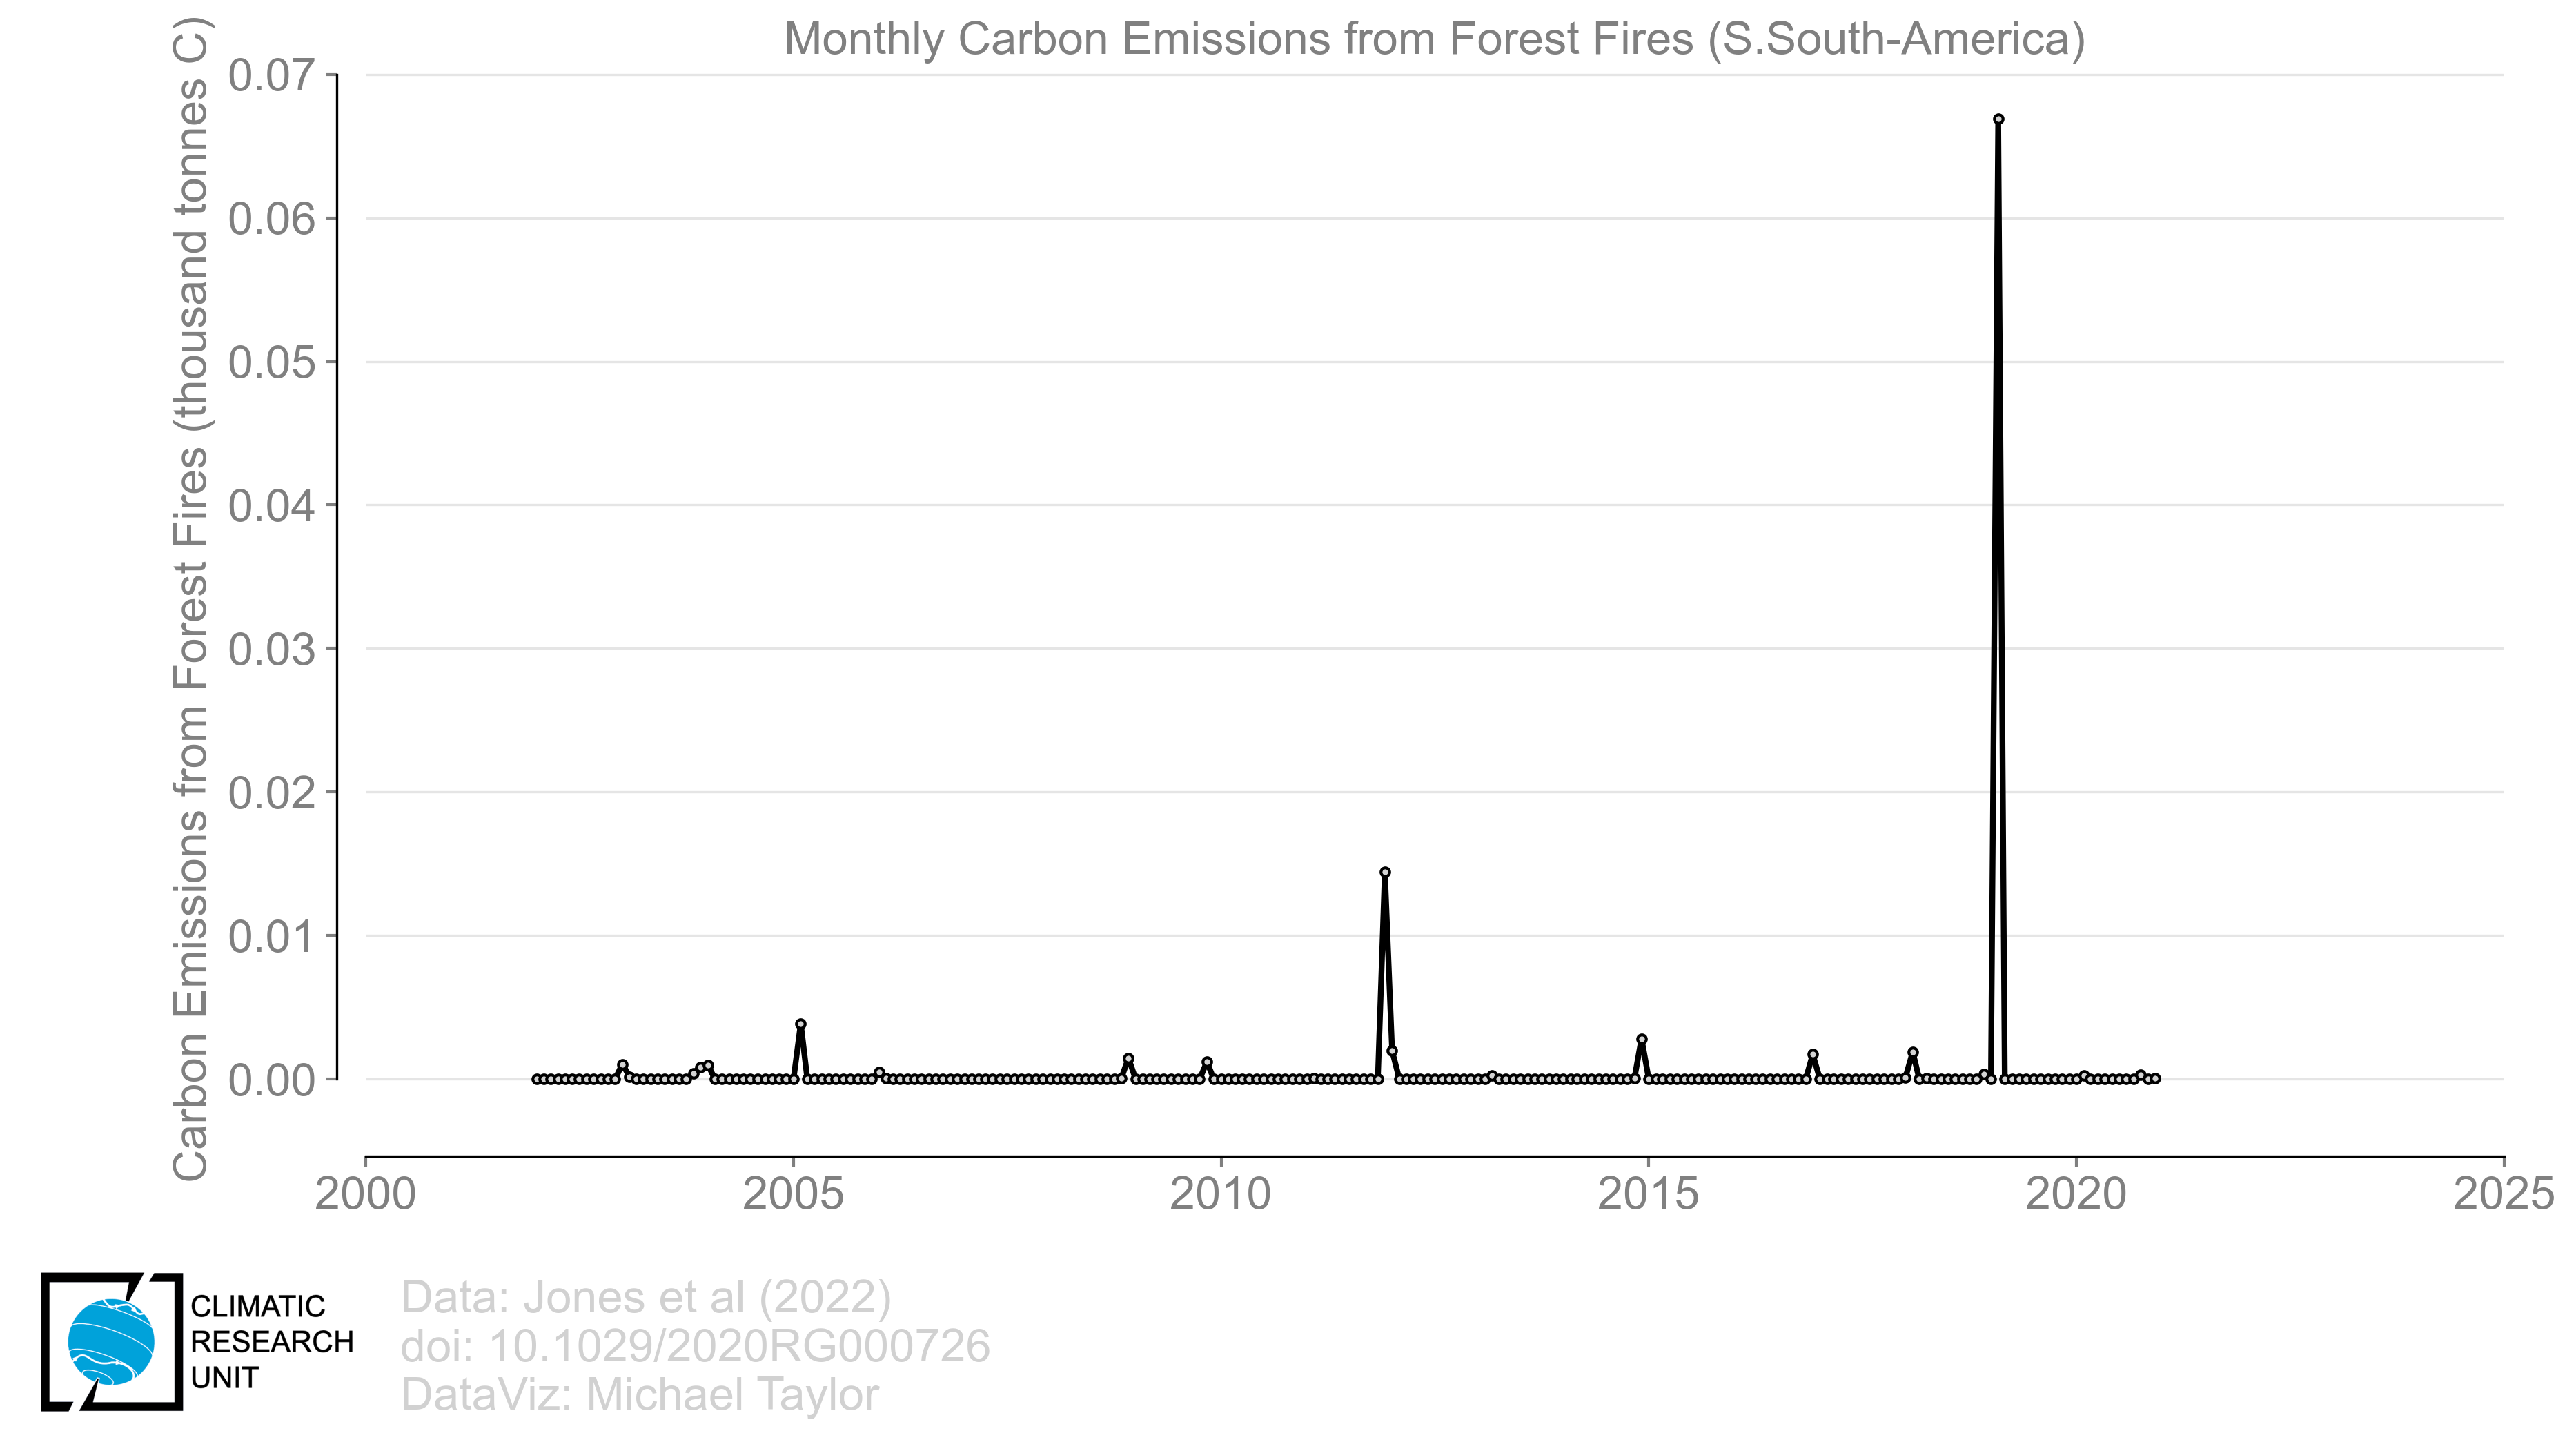 Monthly Carbon Emissions from Forest Fires (S.South-America)
Carbon Emissions from Forest Fires (thousand tonnes C)
0.07
0.06
0.05
0.04
0.03
0.02
0.01
0.00
2000 2005 2010 2015 2020 2025
CLIMATIC
RESEARCH
UNIT
Data: Jones et al (2022)
doi: 10.1029/2020RG000726
DataViz: Michael Taylor